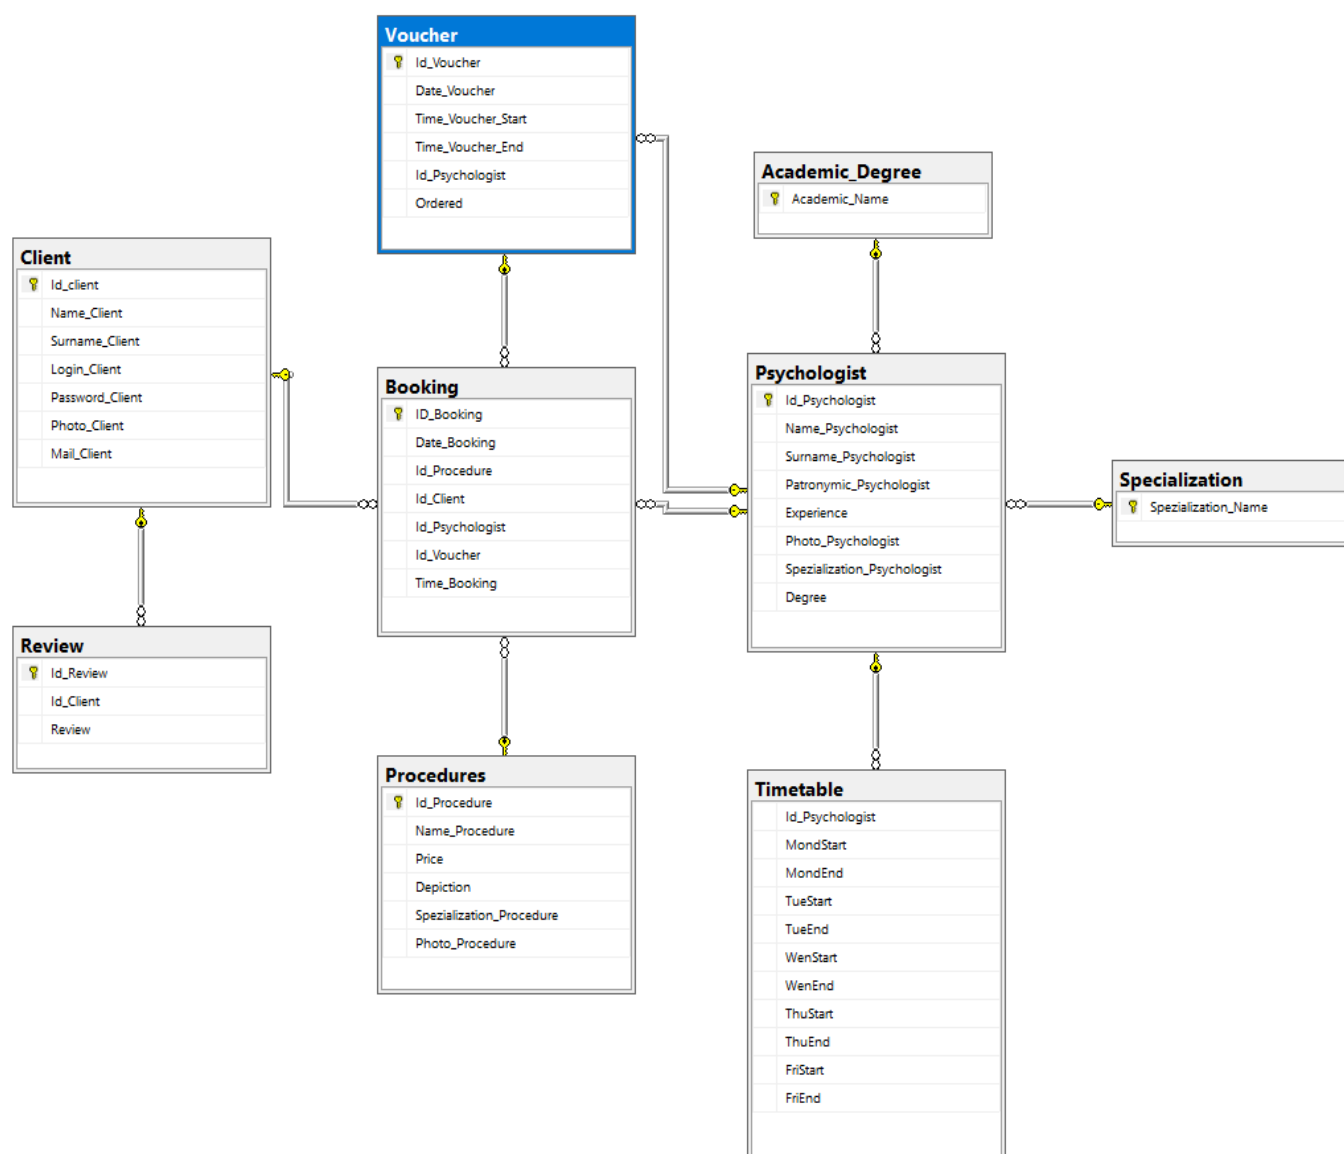 Voucher
Id_Voucher
Date_Voucher
Time_Voucher_Start
Time_Voucher_End
Id_Psychologist
Ordered
Academic_Degree
Academic_Name
Client
Id_client
Name_Client
Surname_Client
Login_Client
Password_Client
Photo_Client
Mail_Client
Booking
ID_Booking
Date_Booking
Id_Procedure
Id_Client
Id_Psychologist
Id_Voucher
Time_Booking
Psychologist
Id_Psychologist
Name_Psychologist
Surname_Psychologist
Patronymic_Psychologist
Experience
Photo_Psychologist
Spezialization_Psychologist
Degree
Specialization
Spezialization_Name
Review
Id_Review
Id_Client
Review
Procedures
Id_Procedure
Name_Procedure
Price
Depiction
Spezialization_Procedure
Photo_Procedure
Timetable
Id_Psychologist
MondStart
MondEnd
TueStart
TueEnd
WenStart
WenEnd
ThuStart
ThuEnd
FriStart
FriEnd